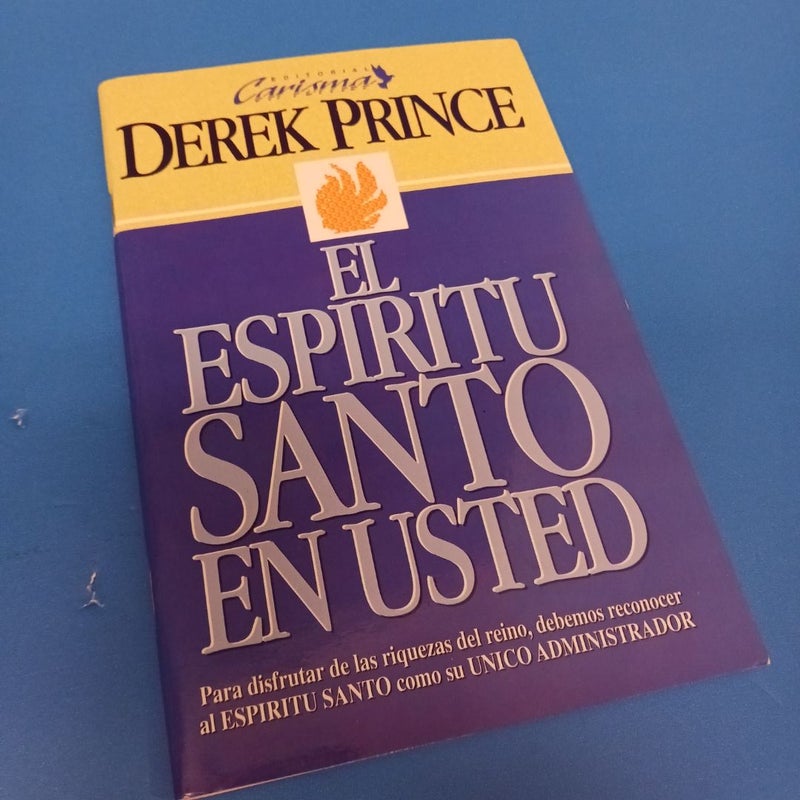 EDITORIAL
Carisma
DEREK PRINCE
EL
ESPIRITU
SANTO
EN USTED
Para disfrutar de las riquezas del reino, debemos reconocer
al ESPIRITU SANTO como su UNICO ADMINISTRADOR